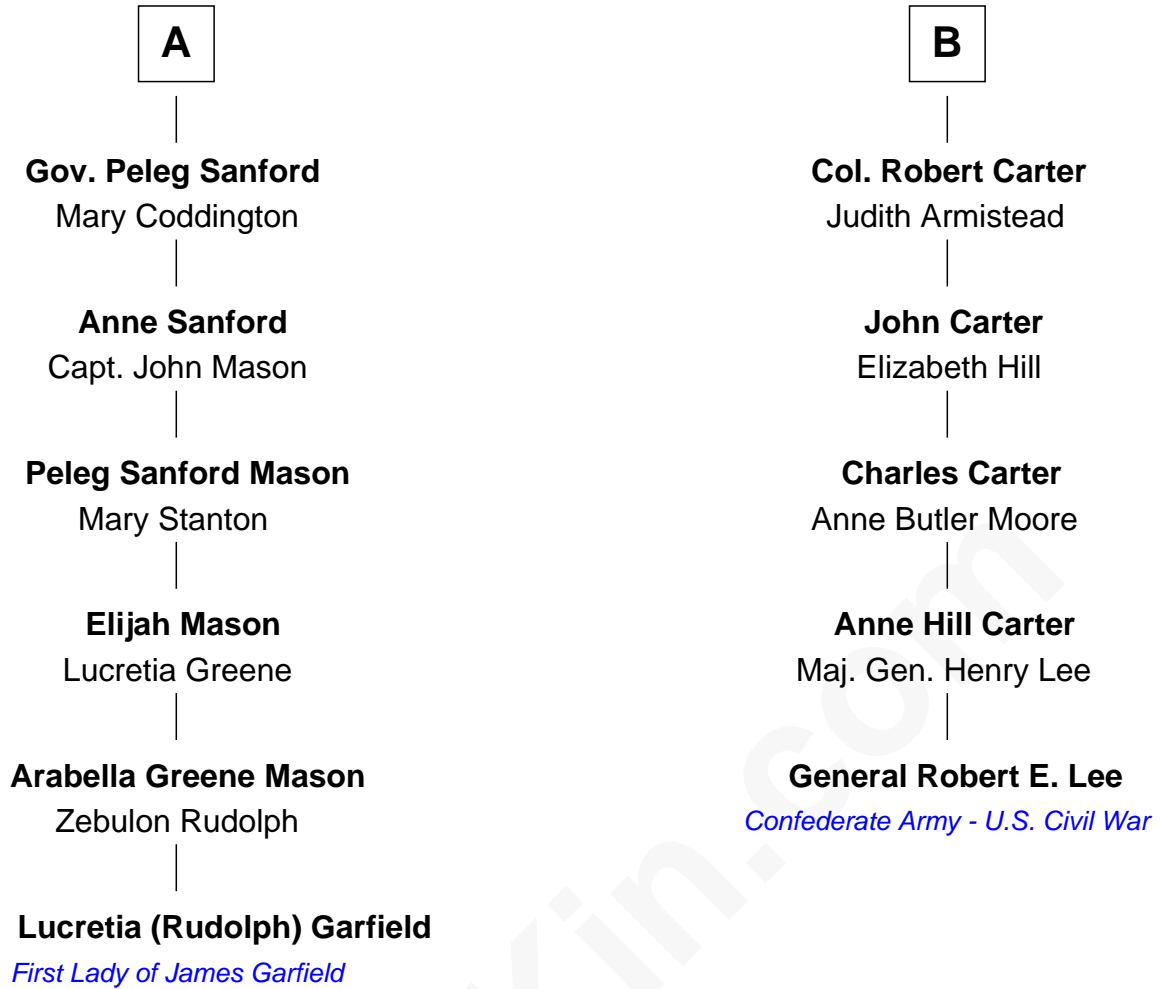 A
Gov. Peleg Sanford
Mary Coddington
Anne Sanford
Capt. John Mason
Peleg Sanford Mason
Mary Stanton
Elijah Mason
Lucretia Greene
Arabella Greene Mason
Zebulon Rudolph
Lucretia (Rudolph) Garfield
First Lady of James Garfield
B
Col. Robert Carter
Judith Armistead
John Carter
Elizabeth Hill
Charles Carter
Anne Butler Moore
Anne Hill Carter
Maj. Gen. Henry Lee
General Robert E. Lee
Confederate Army - U.S. Civil War
Kin.com